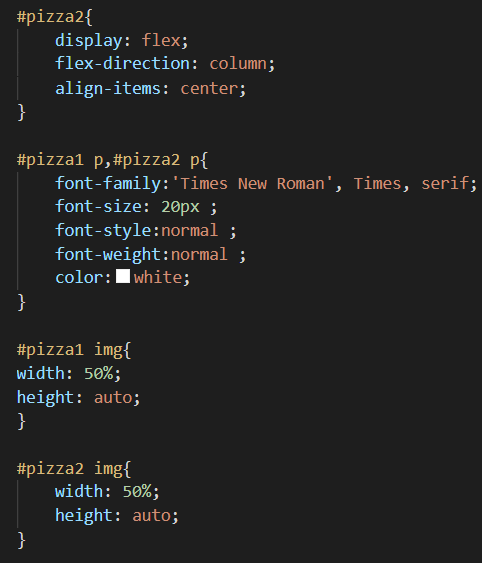 #pizza2{
    display: flex;
    flex-direction: column;
    align-items: center;
}

#pizza1 p,#pizza2 p{
    font-family:'Times New Roman', Times, serif;
    font-size: 20px ;
    font-style:normal ;
    font-weight:normal ;
    color:white;
}

#pizza1 img{
width: 50%;
height: auto;
}

#pizza2 img{
    width: 50%;
    height: auto;
}